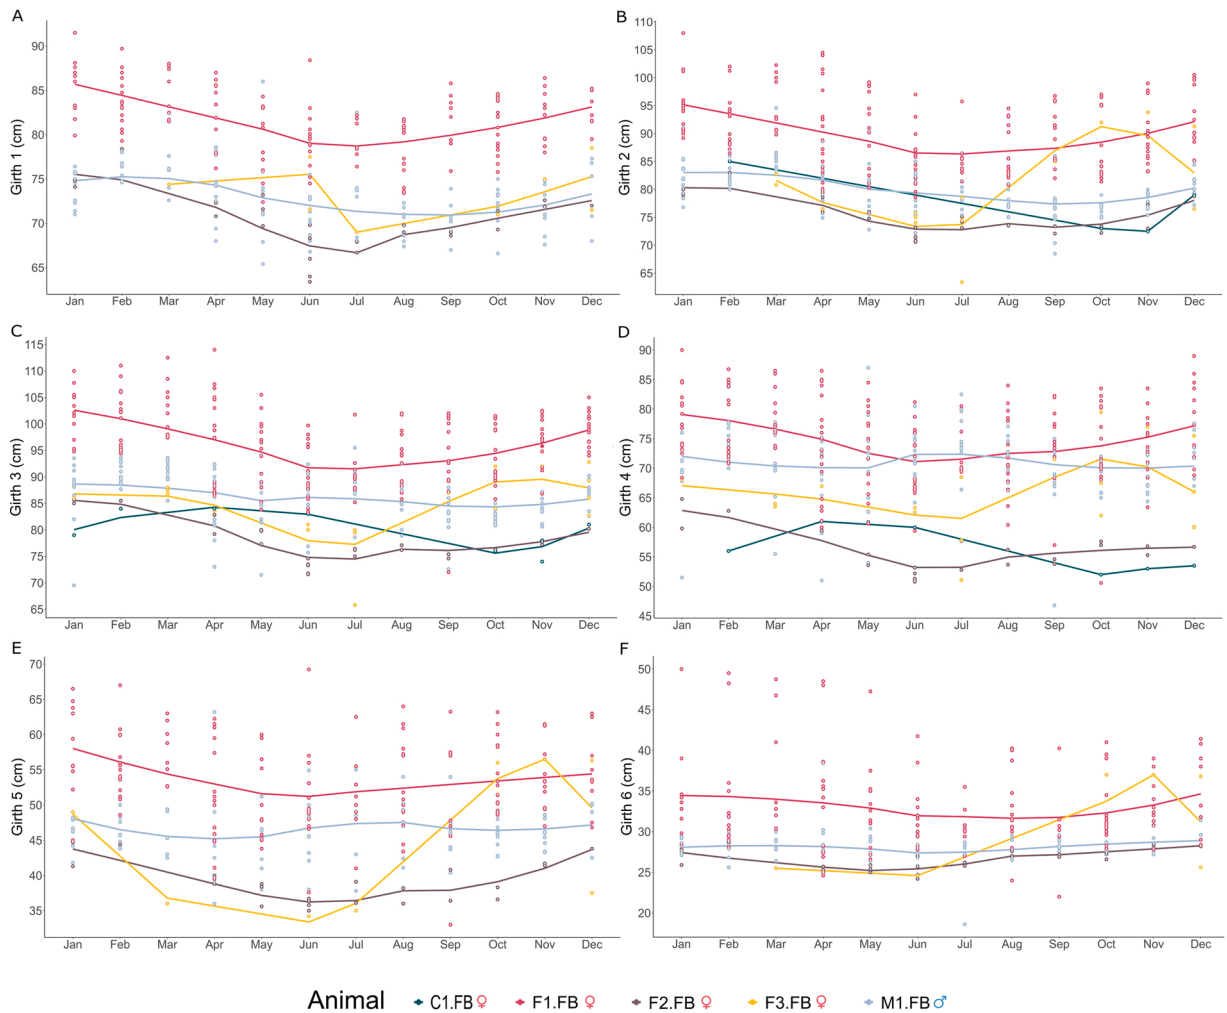 A
Girth 1 (cm)
90
85
80
75
70
65
Jan Feb Mar Apr May Jun Jul Aug Sep Oct Nov Dec
B
Girth 2 (cm)
110
105
100
95
90
85
80
75
70
65
Jan Feb Mar Apr May Jun Jul Aug Sep Oct Nov Dec
C
Girth 3 (cm)
115
110
105
100
95
90
85
80
75
70
65
Jan Feb Mar Apr May Jun Jul Aug Sep Oct Nov Dec
D
Girth 4 (cm)
90
85
80
75
70
65
60
55
50
45
Jan Feb Mar Apr May Jun Jul Aug Sep Oct Nov Dec
E
Girth 5 (cm)
70
65
60
55
50
45
40
35
Jan Feb Mar Apr May Jun Jul Aug Sep Oct Nov Dec
F
Girth 6 (cm)
50
45
40
35
30
25
20
Jan Feb Mar Apr May Jun Jul Aug Sep Oct Nov Dec
Animal C1.FB ♀ F1.FB ♀ F2.FB ♀ F3.FB ♀ M1.FB ♂